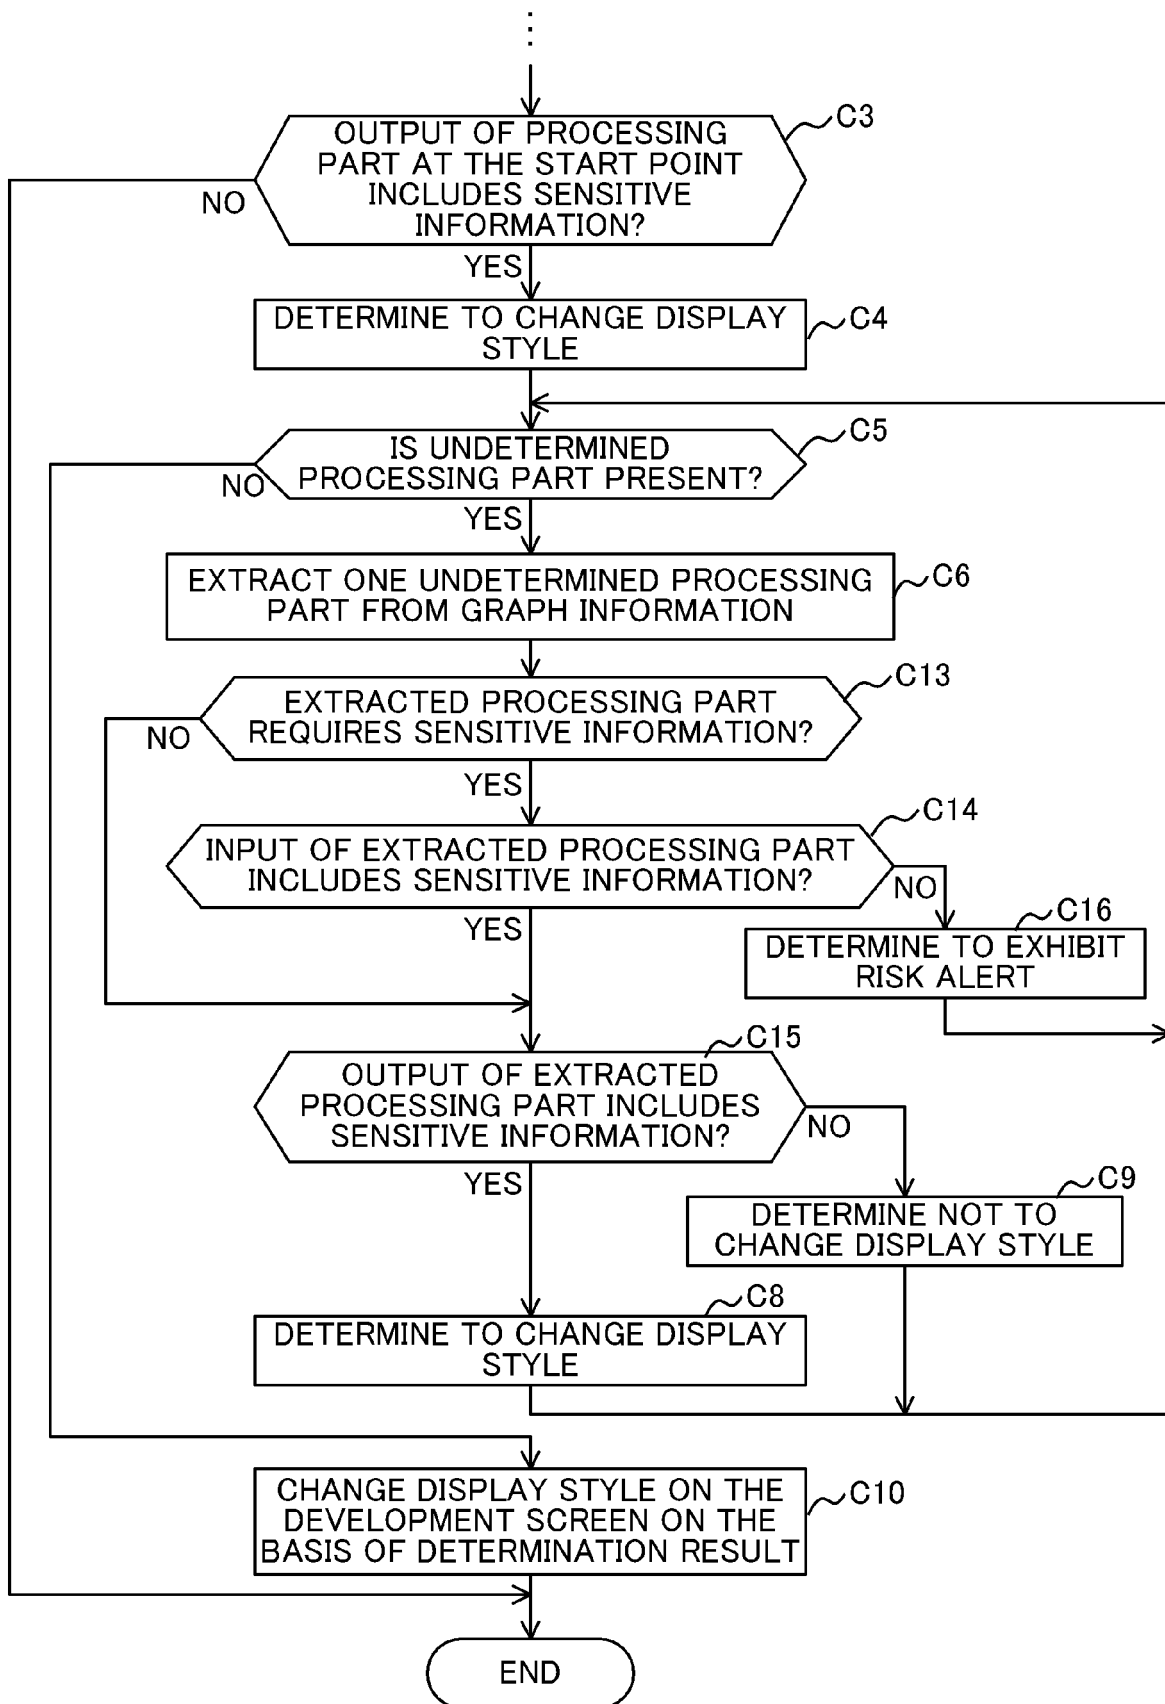 ⋮
C3
OUTPUT OF PROCESSING
PART AT THE START POINT
INCLUDES SENSITIVE
INFORMATION?
NO
YES
C4
DETERMINE TO CHANGE DISPLAY
STYLE
C5
IS UNDETERMINED
PROCESSING PART PRESENT?
NO
YES
C6
EXTRACT ONE UNDETERMINED PROCESSING
PART FROM GRAPH INFORMATION
C13
EXTRACTED PROCESSING PART
REQUIRES SENSITIVE INFORMATION?
NO
YES
C14
INPUT OF EXTRACTED PROCESSING PART
INCLUDES SENSITIVE INFORMATION?
NO
YES
C16
DETERMINE TO EXHIBIT
RISK ALERT
C15
OUTPUT OF EXTRACTED
PROCESSING PART INCLUDES
SENSITIVE INFORMATION?
NO
YES
C9
DETERMINE NOT TO
CHANGE DISPLAY STYLE
C8
DETERMINE TO CHANGE DISPLAY
STYLE
C10
CHANGE DISPLAY STYLE ON THE
DEVELOPMENT SCREEN ON THE
BASIS OF DETERMINATION RESULT
END